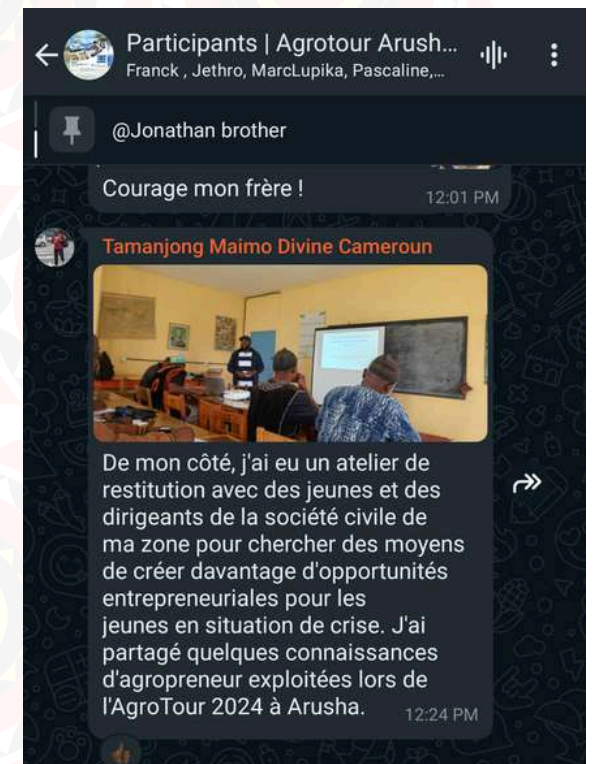 Participants | Agrotour Arush...
Franck , Jethro, MarcLupika, Pascaline,...
@Jonathan brother
Courage mon frère !
12:01 PM
Tamanjong Maimo Divine Cameroun
De mon côté, j'ai eu un atelier de
restitution avec des jeunes et des
dirigeants de la société civile de
ma zone pour chercher des moyens
de créer davantage d'opportunités
entrepreneuriales pour les
jeunes en situation de crise. J'ai
partagé quelques connaissances
d'agropreneur exploitées lors de
l'AgroTour 2024 à Arusha.
12:24 PM